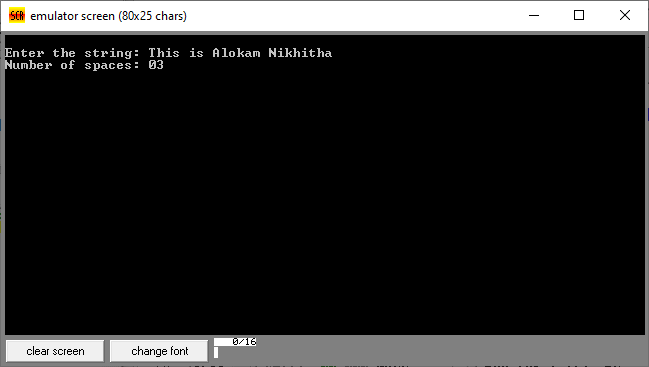 SCR emulator screen (80x25 chars)
Enter the string: This is Alokam Nikhitha
Number of spaces: 03
clear screen change font 0/16